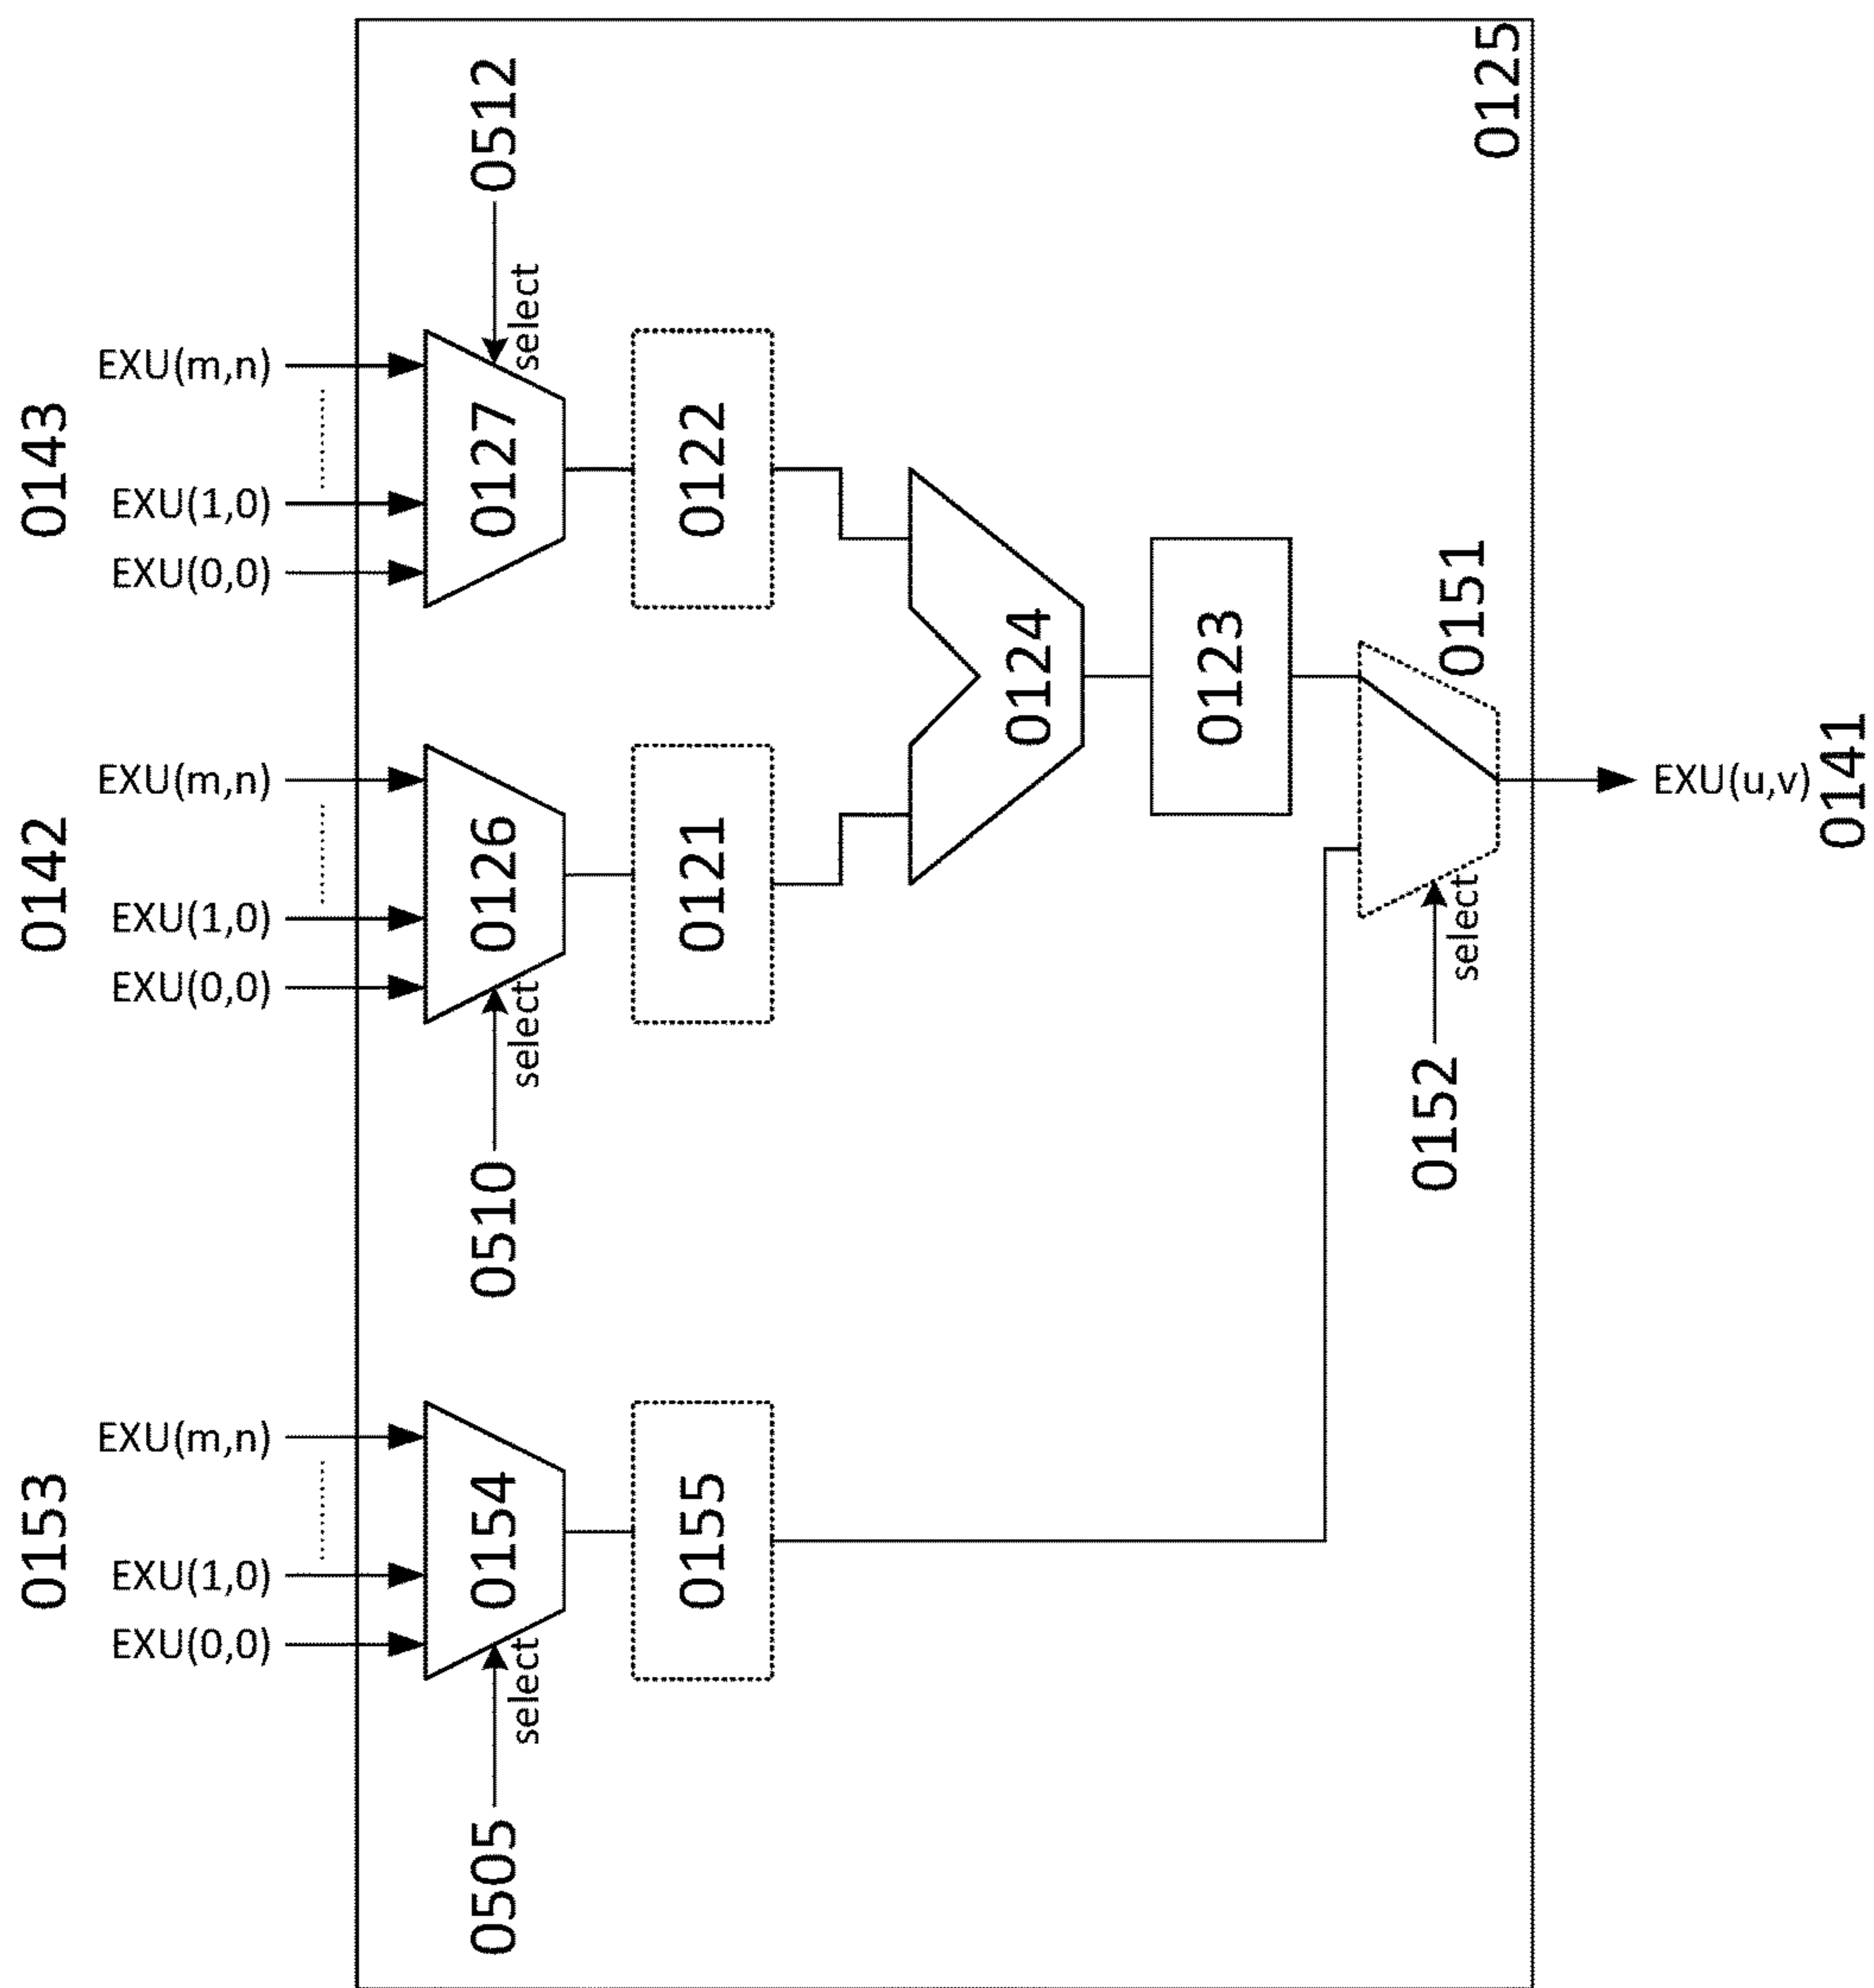 0153
0142
0143
EXU(0,0)
EXU(1,0)
EXU(m,n)
EXU(0,0)
EXU(1,0)
EXU(m,n)
EXU(0,0)
EXU(1,0)
EXU(m,n)
0505
select
0154
0510
select
0126
0127
select
0512
0155
0121
0122
0124
0123
0152
select
0151
0125
EXU(u,v)
0141